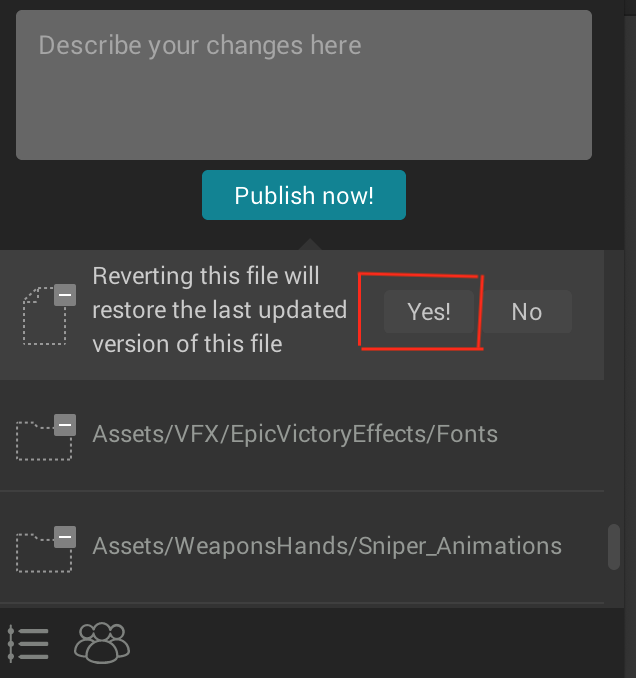 Describe your changes here
Publish now!
Reverting this file will
restore the last updated
version of this file
Yes!
No
Assets/VFX/EpicVictoryEffects/Fonts
Assets/WeaponsHands/Sniper_Animations